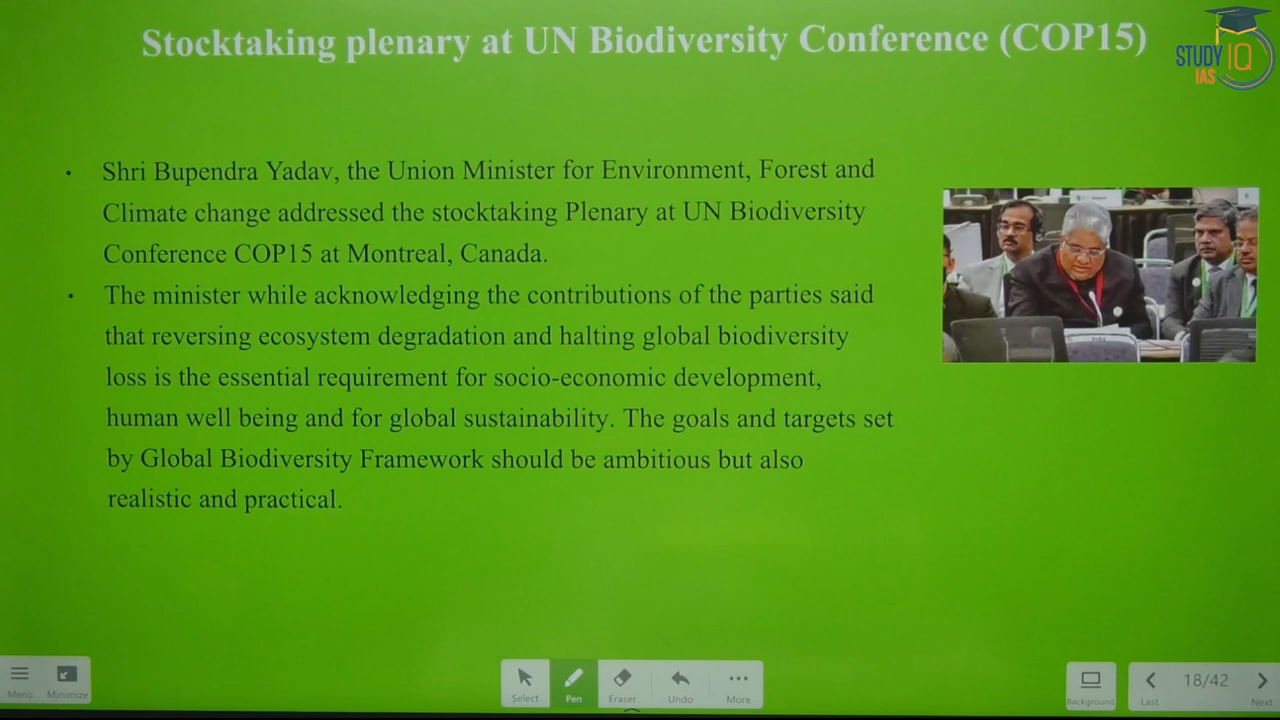 Stocktaking plenary at UN Biodiversity Conference (COP15)
STUDY IQ
IAS
• Shri Bupendra Yadav, the Union Minister for Environment, Forest and
Climate change addressed the stocktaking Plenary at UN Biodiversity
Conference COP15 at Montreal, Canada.
• The minister while acknowledging the contributions of the parties said
that reversing ecosystem degradation and halting global biodiversity
loss is the essential requirement for socio-economic development,
human well being and for global sustainability. The goals and targets set
by Global Biodiversity Framework should be ambitious but also
realistic and practical.
Menu
Minimize
Select
Pen
Eraser
Undo
More
Background
Last
18/42
Next